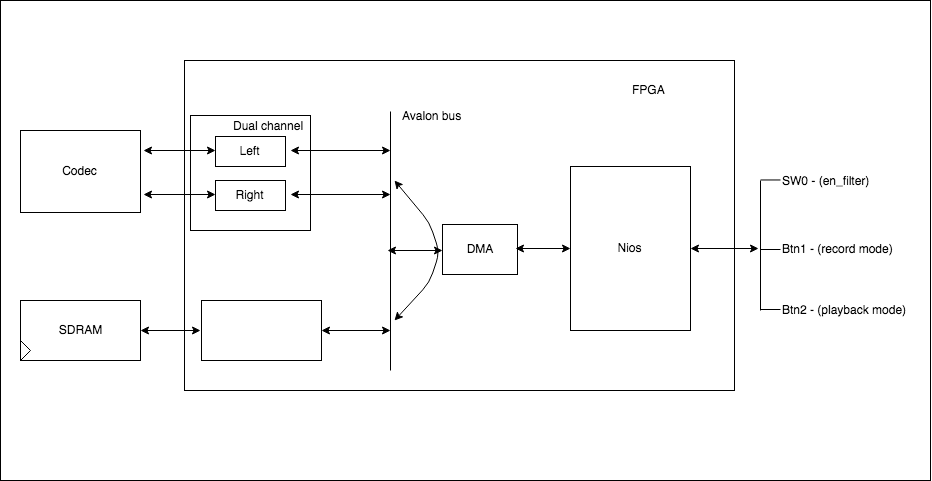 FPGA
Avalon bus
Dual channel
Left
Codec
Right
SW0 - (en_filter)
DMA
Nios
Btn1 - (record mode)
SDRAM
Btn2 - (playback mode)